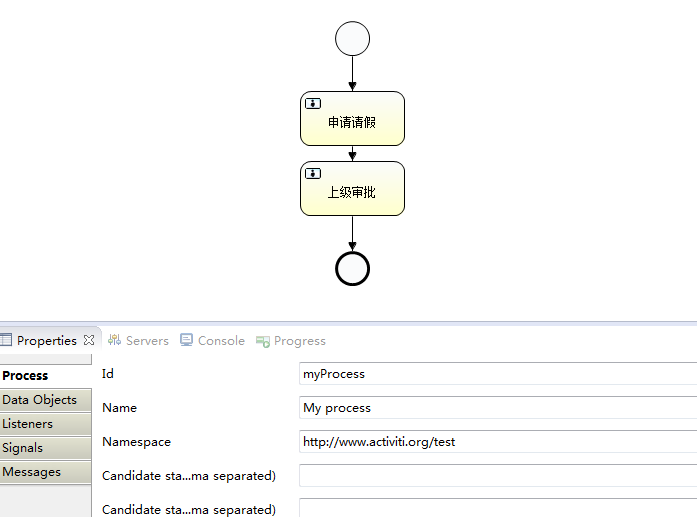 申请请假
上级审批
Properties Servers Console Progress
Process
Id myProcess
Data Objects
Name My process
Listeners
Namespace http://www.activiti.org/test
Signals
Messages
Candidate sta...ma separated)
Candidate sta...ma separated)